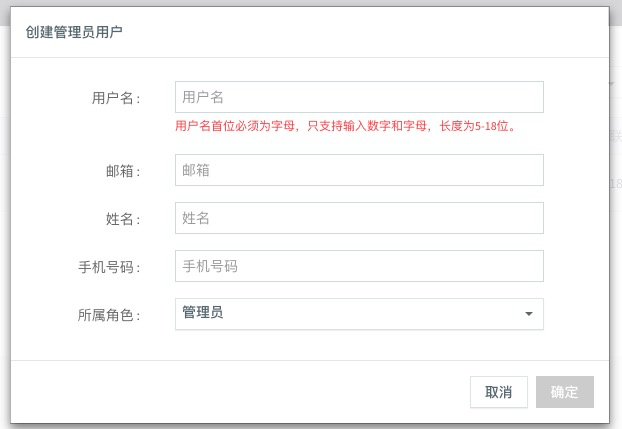 创建管理员用户
用户名： 用户名
用户名首位必须为字母，只支持输入数字和字母，长度为5-18位。
邮箱： 邮箱
姓名： 姓名
手机号码： 手机号码
所属角色： 管理员
取消 确定
联
18